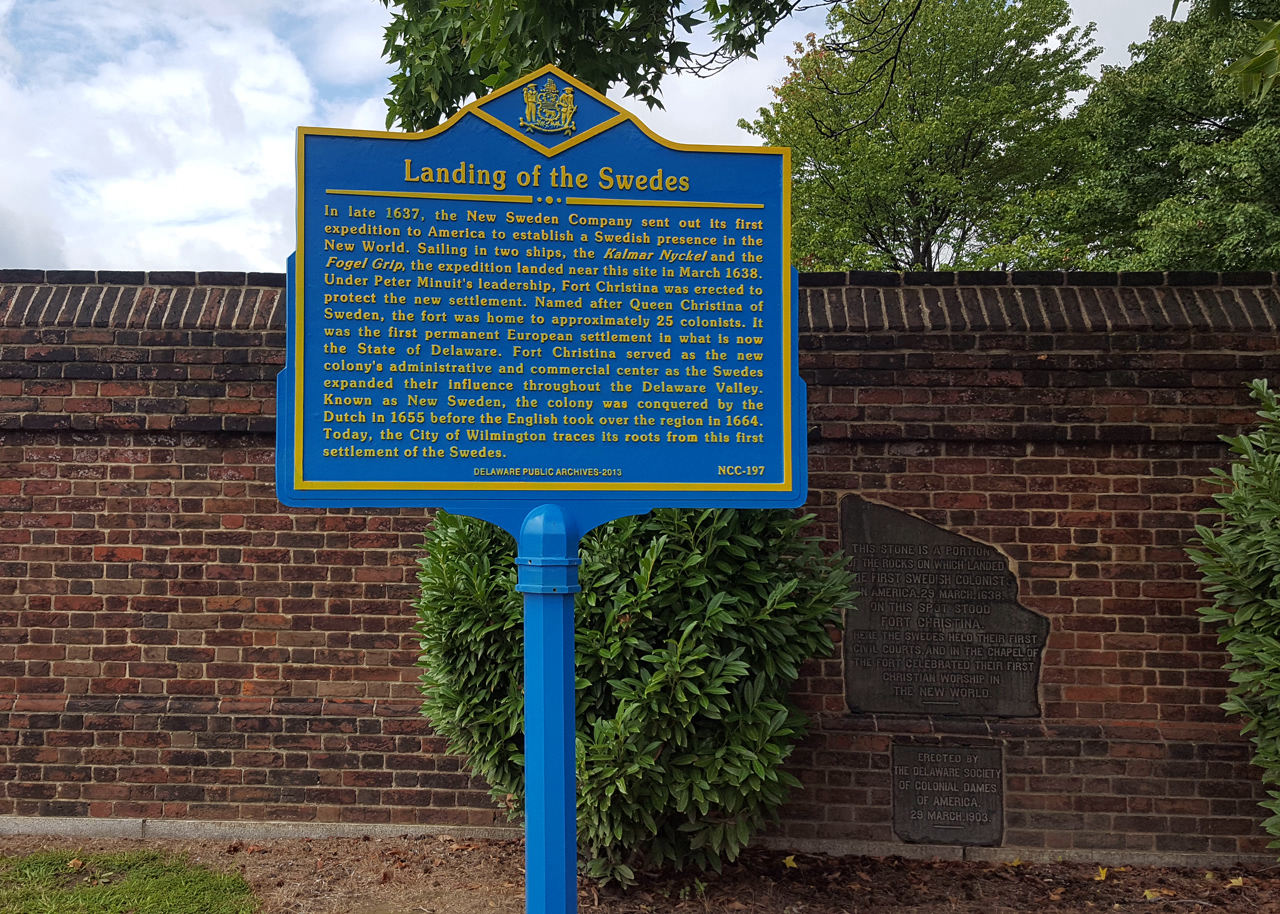 Landing of the Swedes
In late 1637, the New Sweden Company sent out its first
expedition to America to establish a Swedish presence in the
New World. Sailing in two ships, the Kalmar Nyckel and the
Fogel Grip, the expedition landed near this site in March 1638.
Under Peter Minuit's leadership, Fort Christina was erected to
protect the new settlement. Named after Queen Christina of
Sweden, the fort was home to approximately 25 colonists. It
was the first permanent European settlement in what is now
the State of Delaware. Fort Christina served as the new
colony's administrative and commercial center as the Swedes
expanded their influence throughout the Delaware Valley.
Known as New Sweden, the colony was conquered by the
Dutch in 1655 before the English took over the region in 1664.
Today, the City of Wilmington traces its roots from this first
settlement of the Swedes.
DELAWARE PUBLIC ARCHIVES-2013 NCC-197
THIS STONE IS A PORTION
OF THE ROCKS ON WHICH LANDED
THE FIRST SWEDISH COLONIST.
IN AMERICA. 29 MARCH. 1638.
ON THIS SPOT STOOD
FORT CHRISTINA.
HERE THE SWEDES HELD THEIR FIRST
CIVIL COURTS, AND IN THE CHAPEL OF
THE FORT CELEBRATED THEIR FIRST
CHRISTIAN WORSHIP IN
THE NEW WORLD.
ERECTED BY
THE DELAWARE SOCIETY
OF COLONIAL DAMES
OF AMERICA.
29 MARCH 1903.